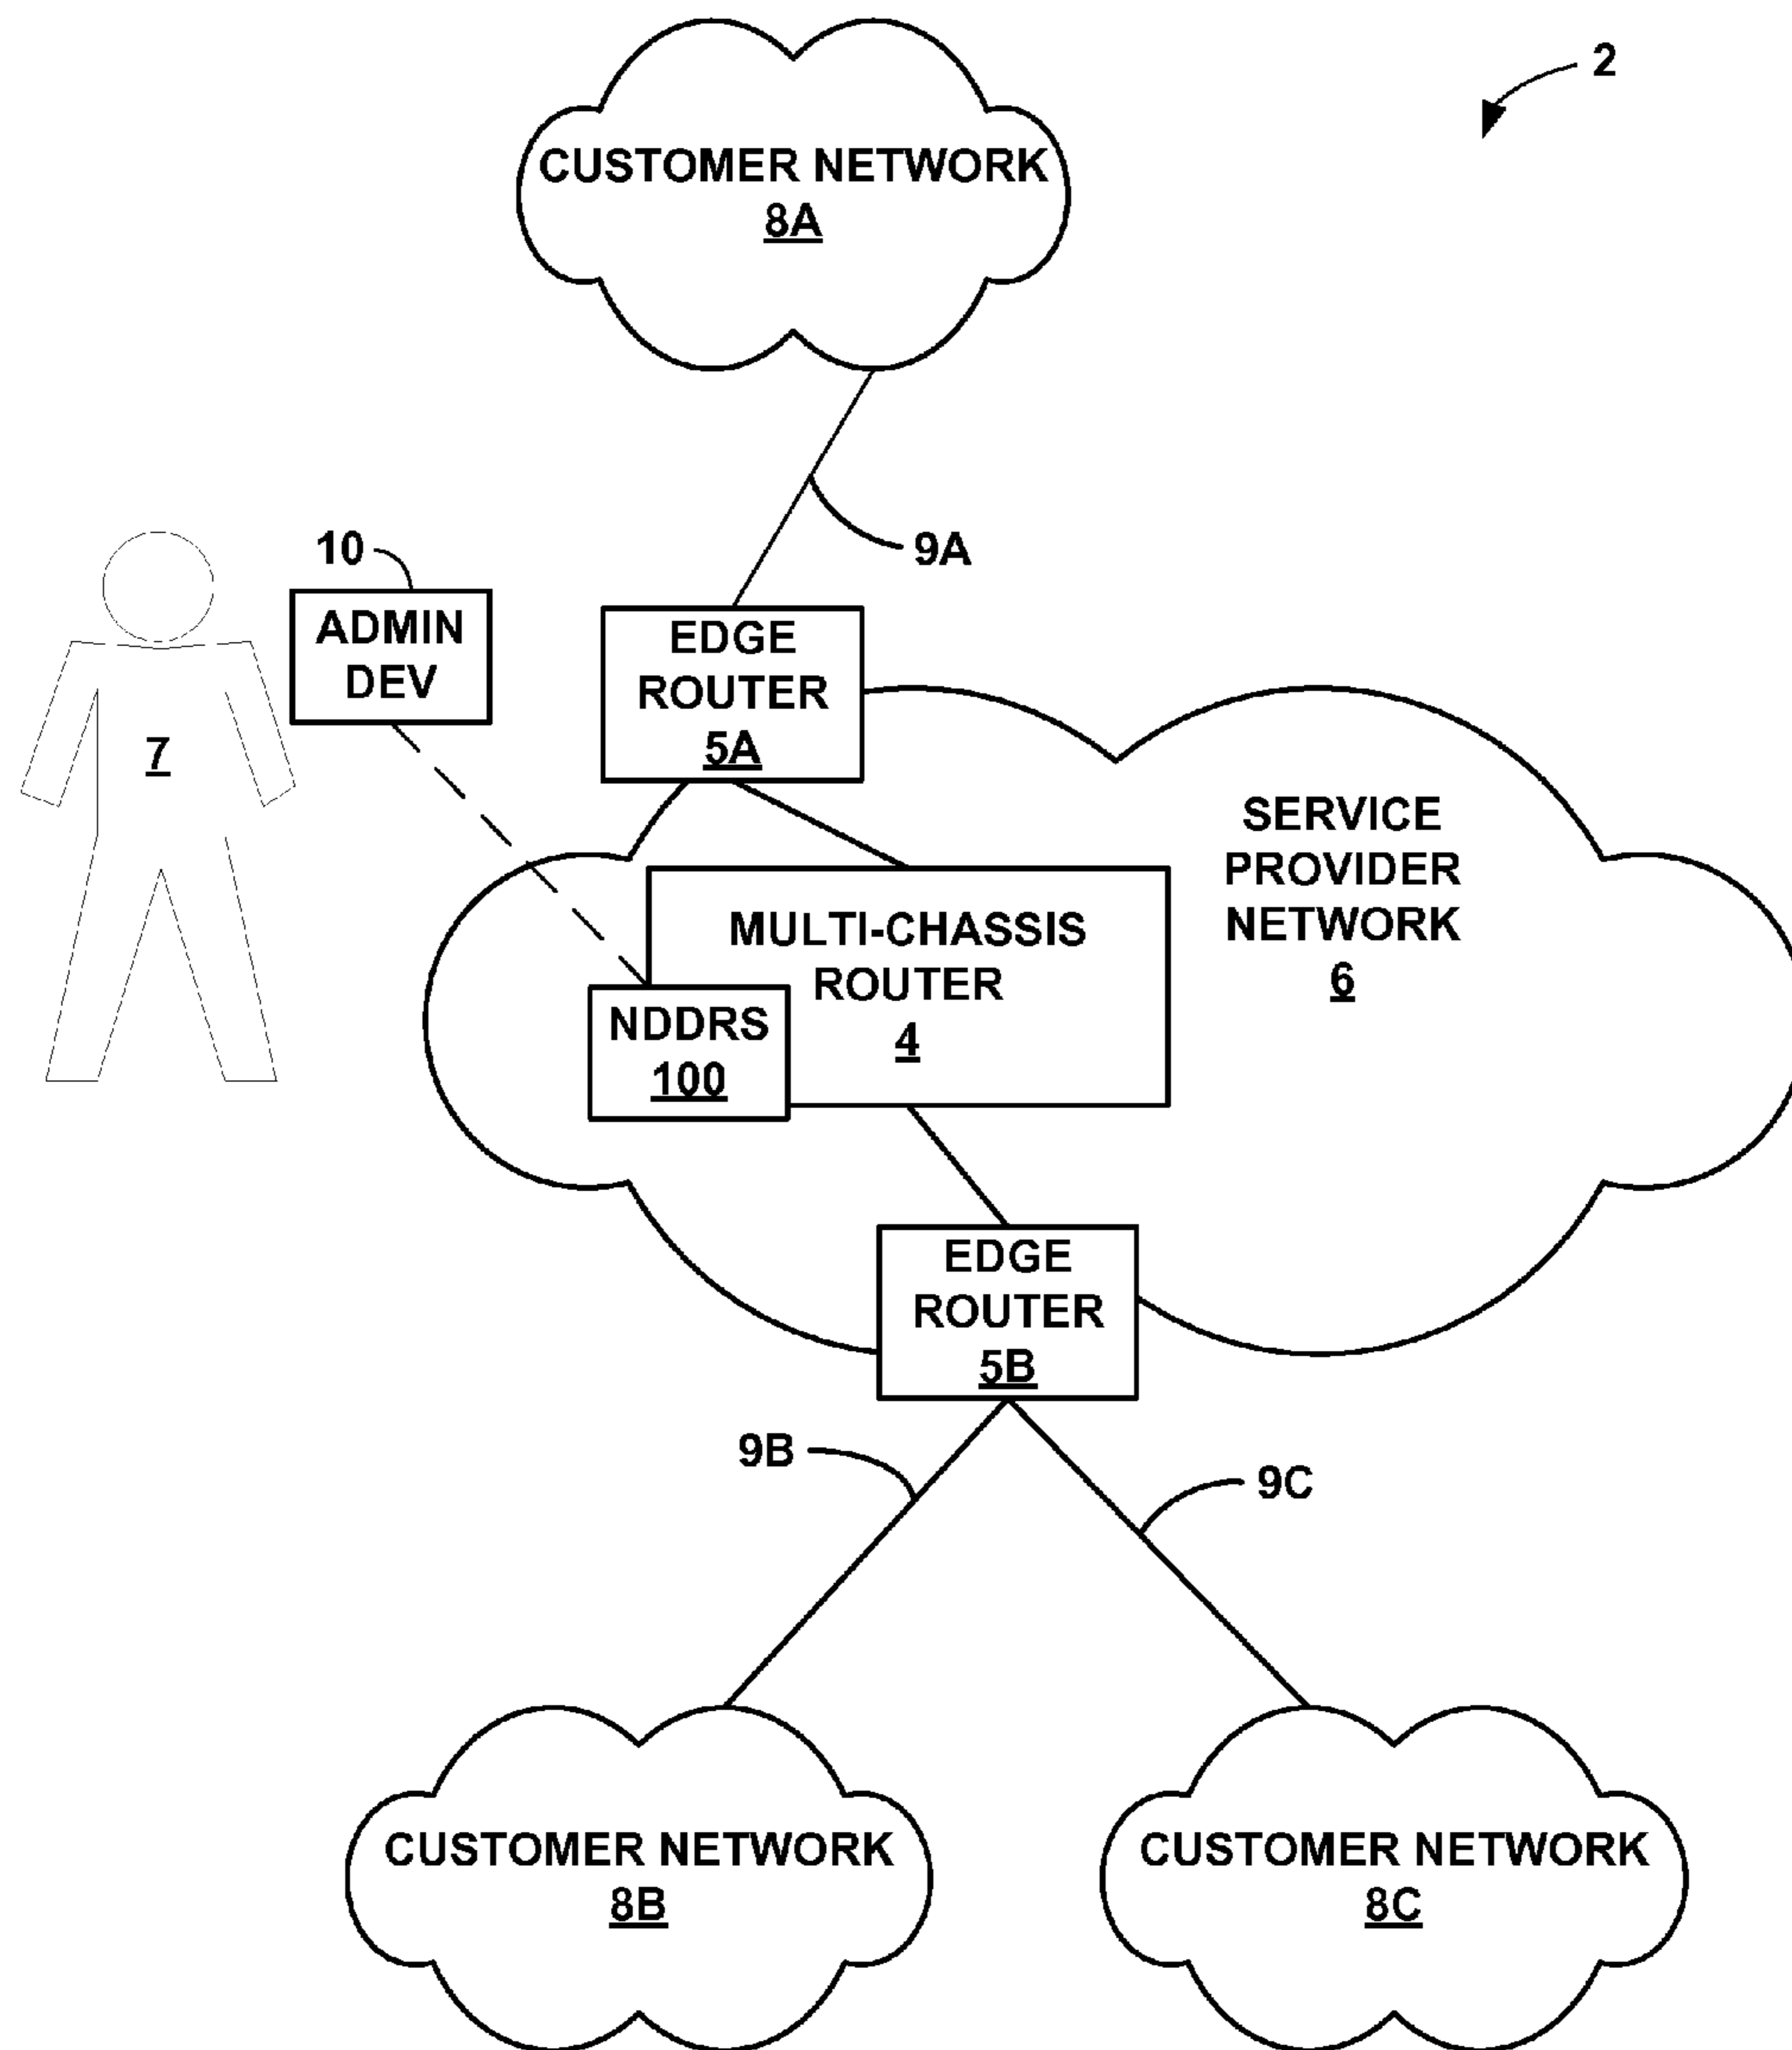 2
CUSTOMER NETWORK
8A
9A
10
ADMIN
DEV
7
EDGE
ROUTER
5A
SERVICE
PROVIDER
NETWORK
6
MULTI-CHASSIS
ROUTER
4
NDDRS
100
EDGE
ROUTER
5B
9B
9C
CUSTOMER NETWORK
8B
CUSTOMER NETWORK
8C